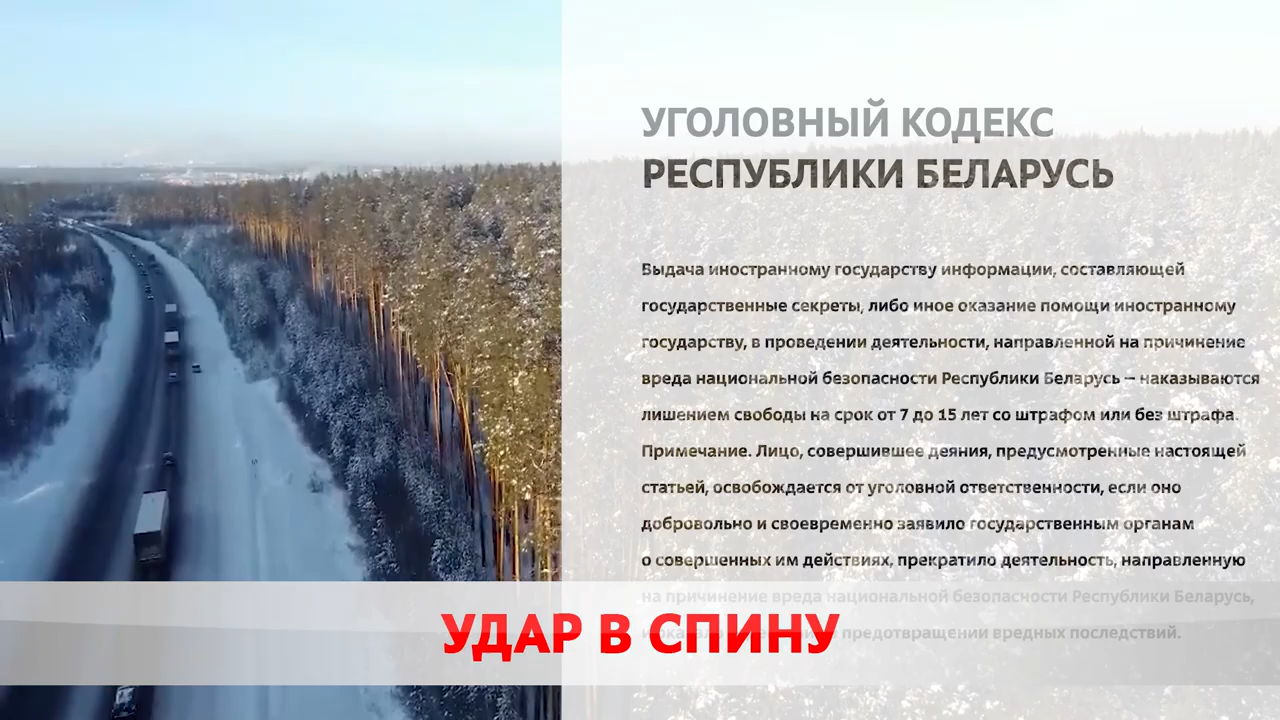 УГОЛОВНЫЙ КОДЕКС
РЕСПУБЛИКИ БЕЛАРУСЬ
Выдача иностранному государству информации, составляющей
государственные секреты, либо иное оказание помощи иностранному
государству, в проведении деятельности, направленной на причинение
вреда национальной безопасности Республики Беларусь – наказываются
лишением свободы на срок от 7 до 15 лет со штрафом или без штрафа.
Примечание. Лицо, совершившее деяния, предусмотренные настоящей
статьей, освобождается от уголовной ответственности, если оно
добровольно и своевременно заявило государственным органам
о совершенных им действиях, прекратило деятельность, направленную
на причинение вреда национальной безопасности Республики Беларусь,
предотвращении вредных последствий.
УДАР В СПИНУ